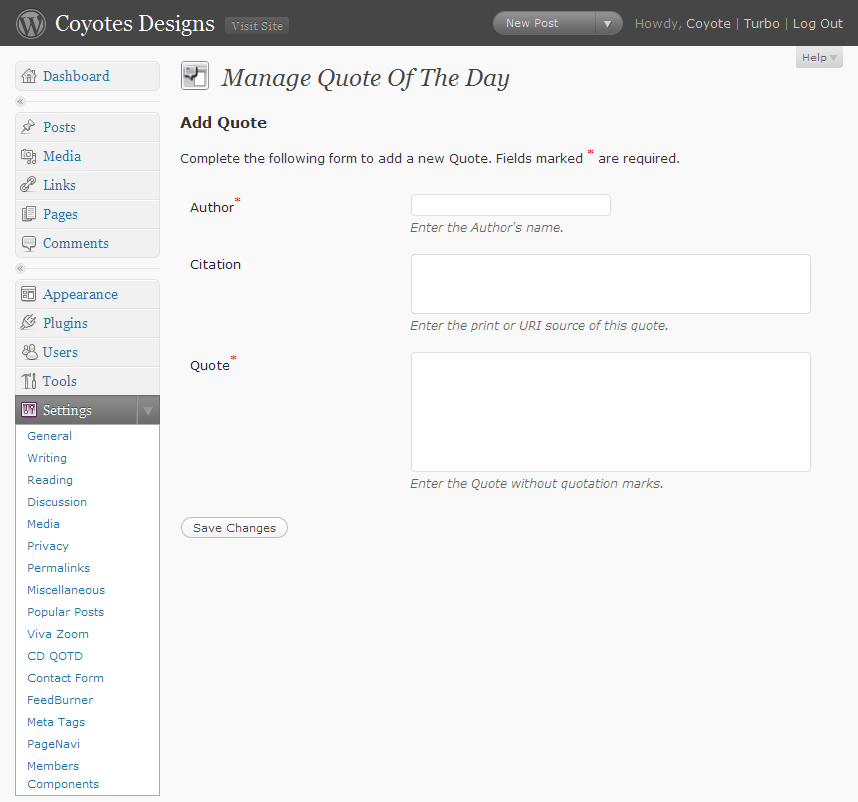 Coyotes Designs Visit Site New Post ▼ Howdy, Coyote | Turbo | Log Out
Help ▼
Dashboard
«
Posts
Media
Links
Pages
Comments
«
Appearance
Plugins
Users
Tools
Settings ▼
General
Writing
Reading
Discussion
Media
Privacy
Permalinks
Miscellaneous
Popular Posts
Viva Zoom
CD QOTD
Contact Form
FeedBurner
Meta Tags
PageNavi
Members
Components
Manage Quote Of The Day
Add Quote
Complete the following form to add a new Quote. Fields marked * are required.
Author*
Enter the Author's name.
Citation
Enter the print or URI source of this quote.
Quote*
Enter the Quote without quotation marks.
Save Changes